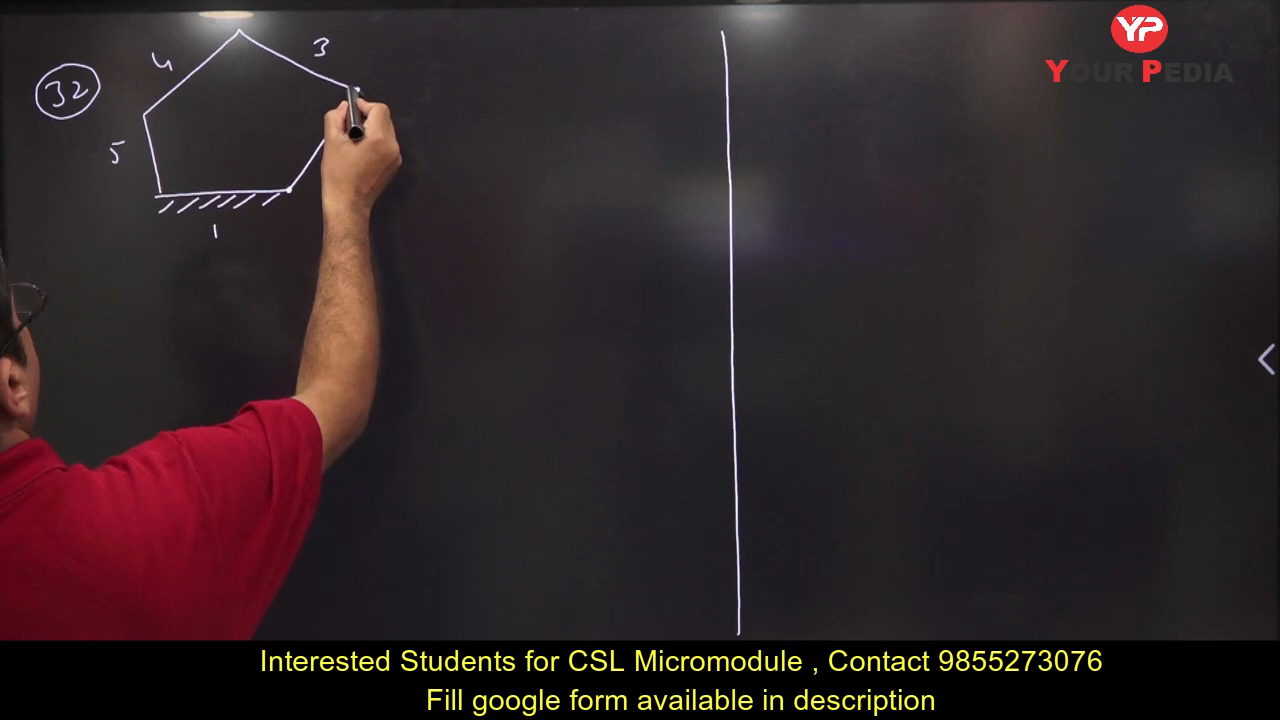 YP
YOUR PEDIA
32
4
3
5
1
Interested Students for CSL Micromodule , Contact 9855273076
Fill google form available in description